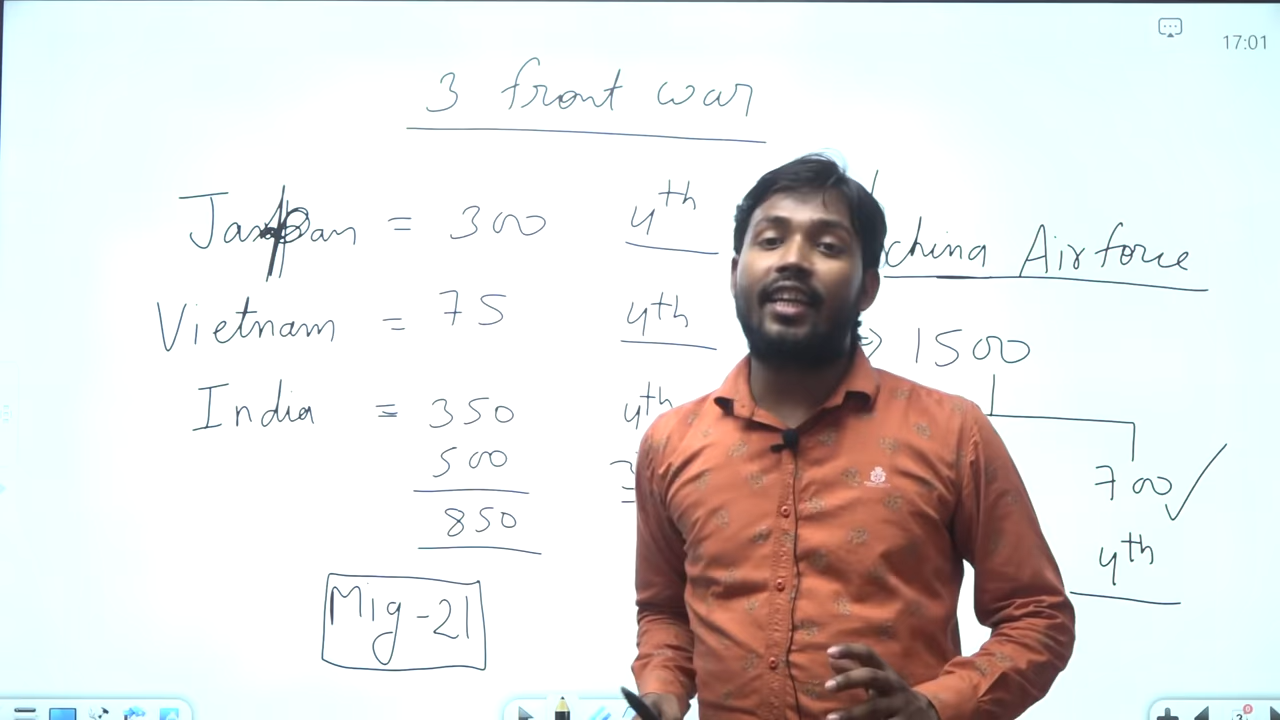 17:01
3 front war
Japan = 300 4th
Vietnam = 75 4th
India = 350 4th
500
850
Mig-21
china Airforce
⇒ 1500
700 ✓
4th